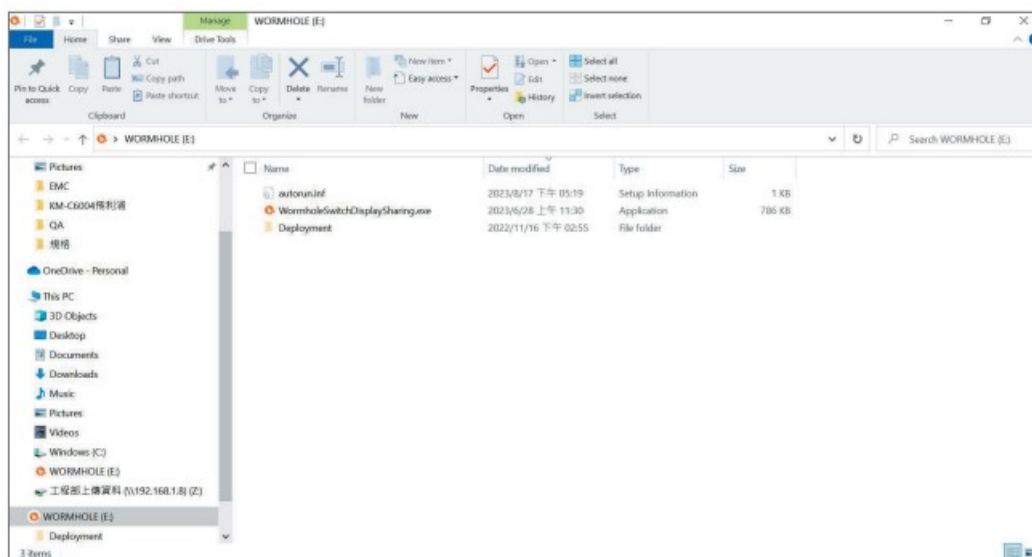 Manage WORMHOLE (E:)
File Home Share View Drive Tools
Pin to Quick access
Copy
Paste
Cut
Copy path
Paste shortcut
Clipboard
Move to
Copy to
Delete
Rename
Organize
New folder
New item
Easy access
New
Properties
Open
Edit
History
Open
Select all
Select none
Invert selection
Select
WORMHOLE (E:)
Search WORMHOLE (E:)
Pictures
EMC
QA
規格
OneDrive - Personal
This PC
3D Objects
Desktop
Documents
Downloads
Music
Pictures
Videos
Windows (C:)
WORMHOLE (E:)
工程部上傳資料 (\\192.168.1.8) (Z:)
WORMHOLE (E:)
Deployment
Name Date modified Type Size
autorun.inf 2023/8/17 下午 05:19 Setup Information 1 KB
WormholeSwitchDisplaySharing.exe 2023/6/28 上午 11:30 Application 786 KB
Deployment 2022/11/16 下午 02:55 File folder
3 items